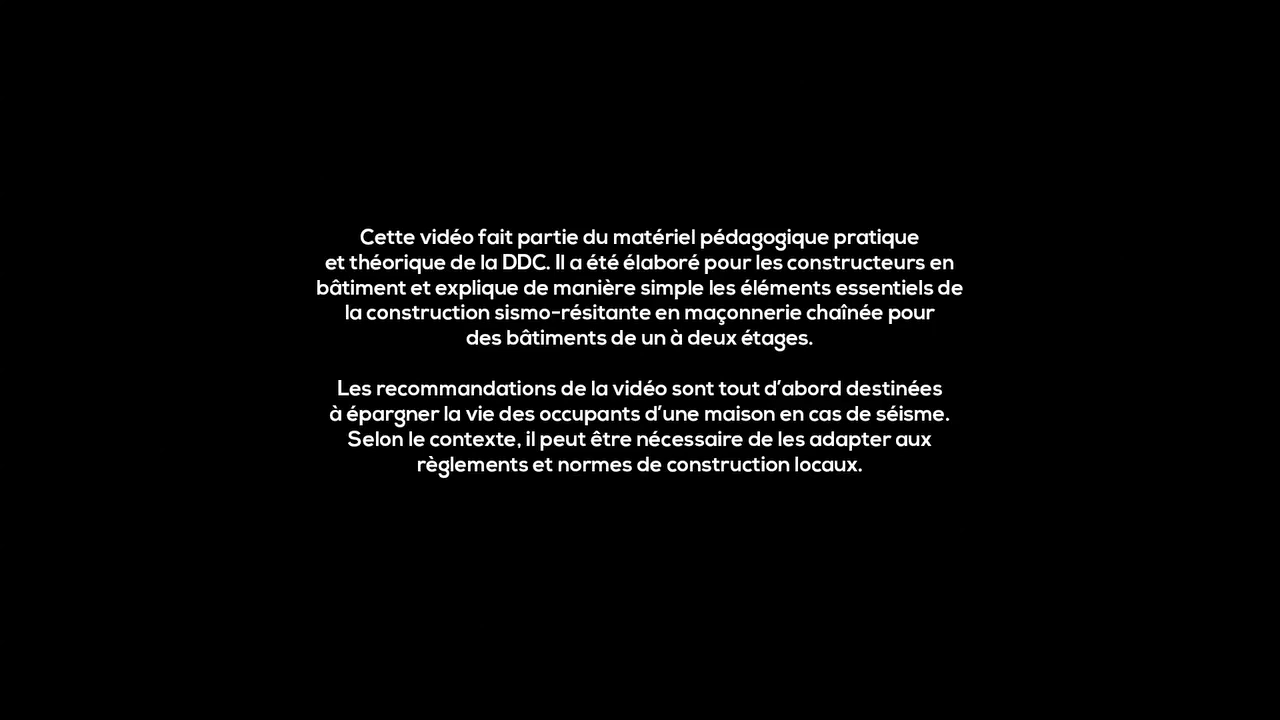 Cette vidéo fait partie du matériel pédagogique pratique
et théorique de la DDC. Il a été élaboré pour les constructeurs en
bâtiment et explique de manière simple les éléments essentiels de
la construction sismo-résitante en maçonnerie chaînée pour
des bâtiments de un à deux étages.
Les recommandations de la vidéo sont tout d’abord destinées
à épargner la vie des occupants d’une maison en cas de séisme.
Selon le contexte, il peut être nécessaire de les adapter aux
règlements et normes de construction locaux.